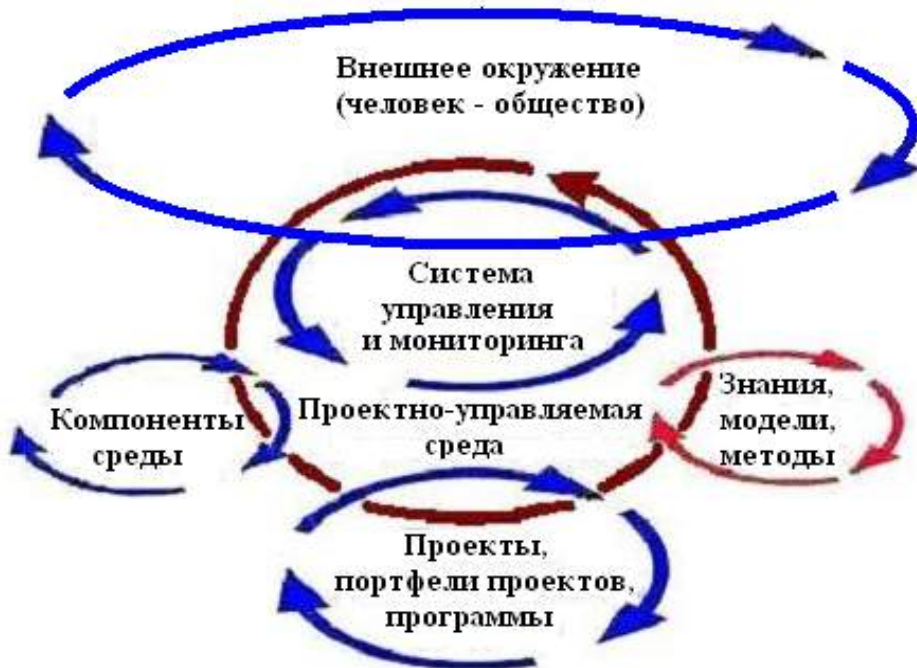 Внешнее окружение
(человек - общество)
Система
управления
и мониторинга
Компоненты
среды
Проектно-управляемая
среда
Знания,
модели,
методы
Проекты,
портфели проектов,
программы